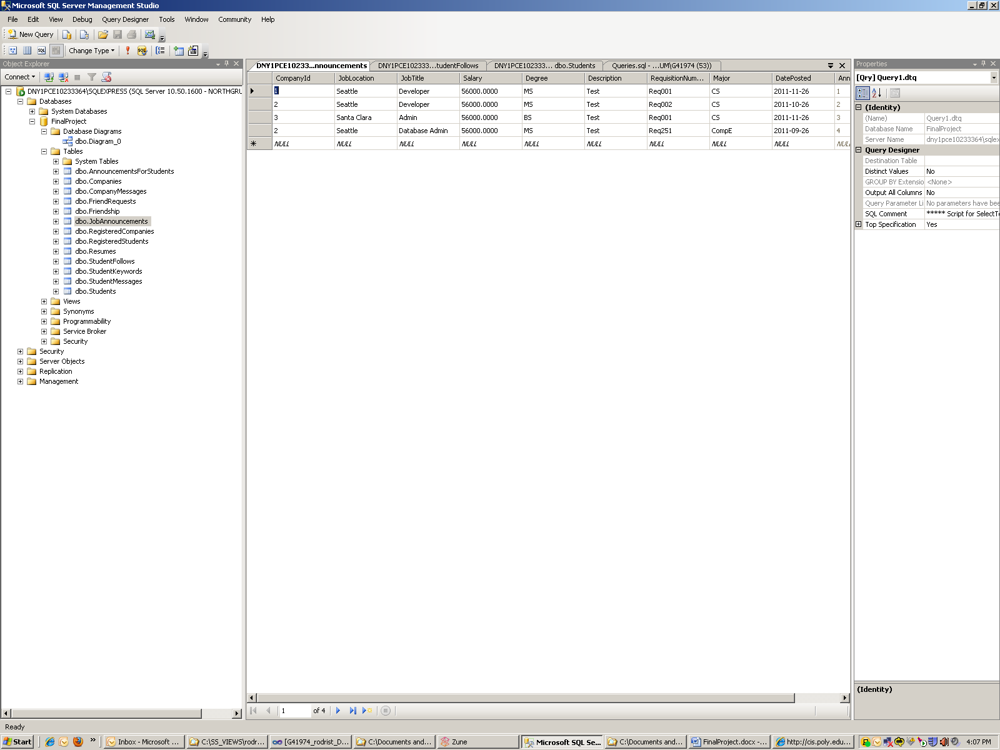 Microsoft SQL Server Management Studio
File Edit View Debug Query Designer Tools Window Community Help
New Query
Change Type
Object Explorer
Connect
DNY1PCE10233364\SQLEXPRESS (SQL Server 10.50.1600 - NORTHGRU
Databases
System Databases
FinalProject
Database Diagrams
dbo.Diagram_0
Tables
System Tables
dbo.AnnouncementsForStudents
dbo.Companies
dbo.CompanyMessages
dbo.FriendRequests
dbo.Friendship
dbo.JobAnnouncements
dbo.RegisteredCompanies
dbo.RegisteredStudents
dbo.Resumes
dbo.StudentFollows
dbo.StudentKeywords
dbo.StudentMessages
dbo.Students
Views
Synonyms
Programmability
Service Broker
Security
Security
Server Objects
Replication
Management
DNY1PCE102333...nnouncements DNY1PCE102333...tudentFollows DNY1PCE102333... dbo.Students Queries.sql - ...UM\G41974 (53))
CompanyId JobLocation JobTitle Salary Degree Description RequisitionNum... Major DatePosted Ann
1 Seattle Developer 56000.0000 MS Test Req001 CS 2011-11-26 1
2 Seattle Developer 56000.0000 MS Test Req002 CS 2011-10-26 2
3 Santa Clara Admin 56000.0000 BS Test Req001 CS 2011-11-26 3
2 Seattle Database Admin 56000.0000 MS Test Req251 CompE 2011-09-26 4
NULL NULL NULL NULL NULL NULL NULL NULL NULL NULL
1 of 4
Properties
[Qry] Query1.dtq
(Identity)
(Name) Query1.dtq
Database Name FinalProject
Server Name dny1pce10233364\sqlex
Query Designer
Destination Table
Distinct Values No
GROUP BY Extensio <None>
Output All Columns No
Query Parameter Li No parameters have bee
SQL Comment ***** Script for SelectTo
Top Specification Yes
(Identity)
Ready
Start Inbox - Microsoft ... C:\SS_VIEWS\rodr... [G41974_rodrist_D... C:\Documents and... Zune Microsoft SQL Se... C:\Documents and... FinalProject.docx -... http://cis.poly.edu... 4:07 PM